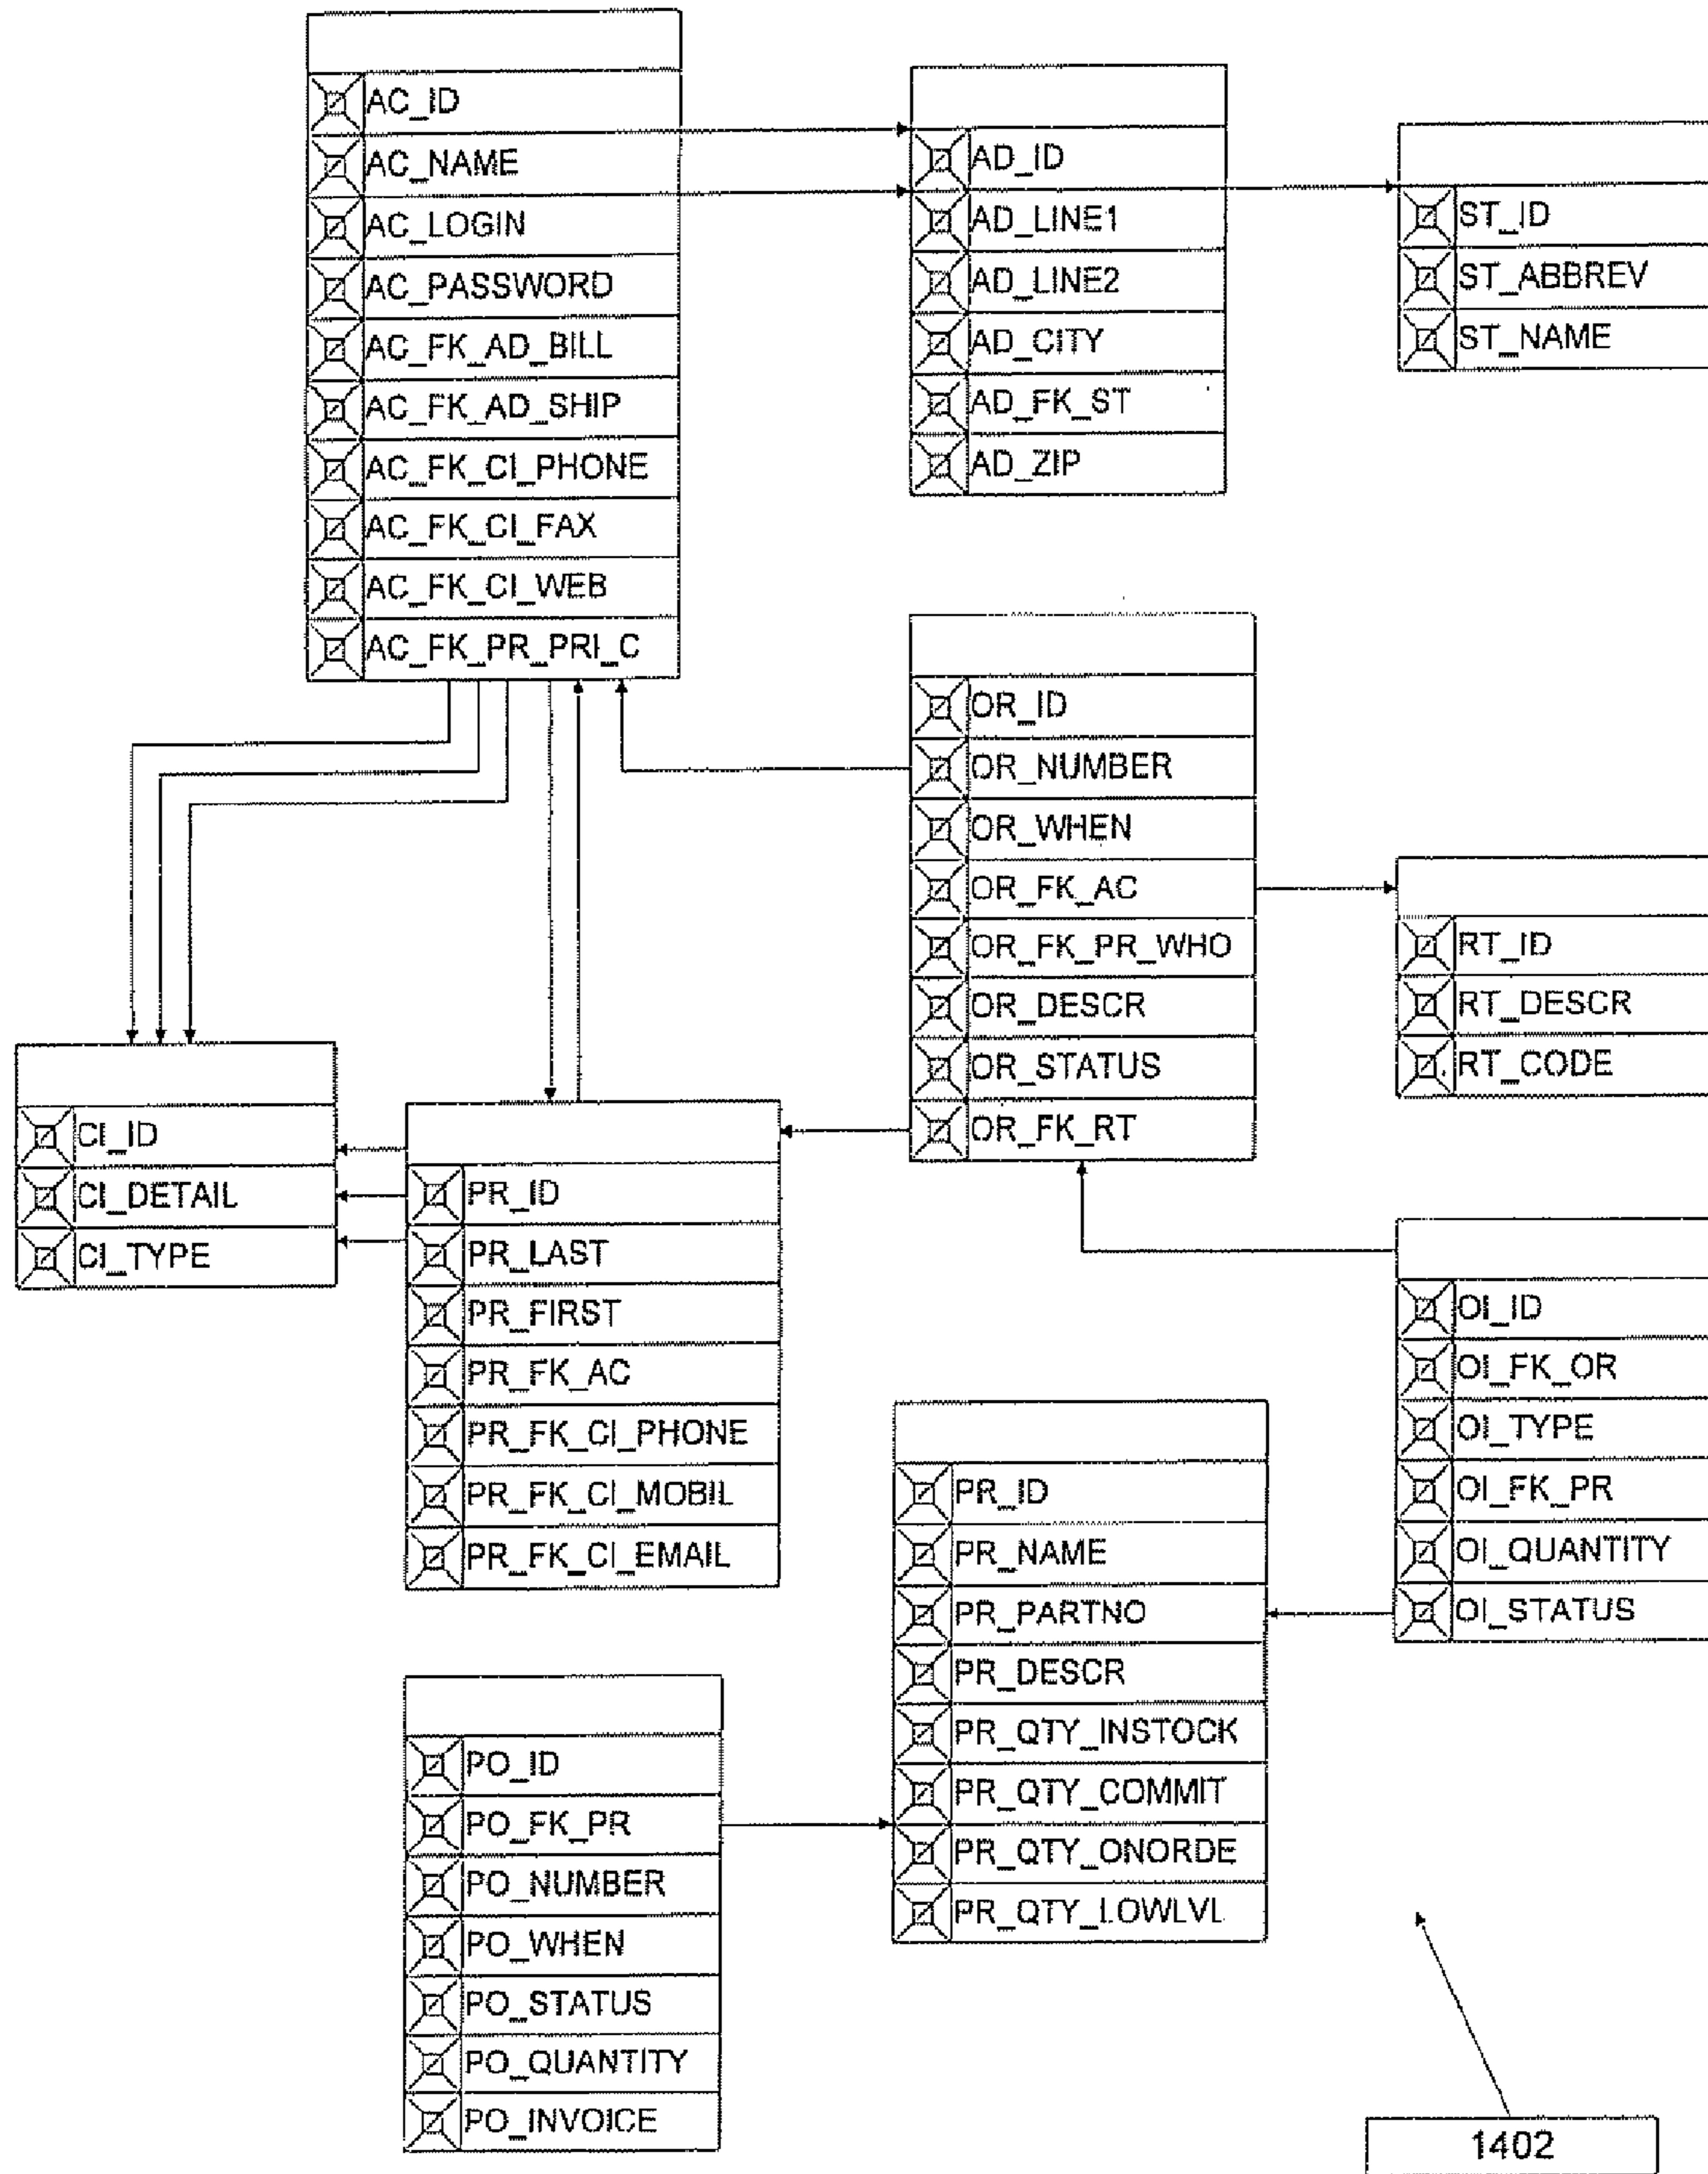 AC_ID
AC_NAME
AC_LOGIN
AC_PASSWORD
AC_FK_AD_BILL
AC_FK_AD_SHIP
AC_FK_CI_PHONE
AC_FK_CI_FAX
AC_FK_CI_WEB
AC_FK_PR_PRI_C
AD_ID
AD_LINE1
AD_LINE2
AD_CITY
AD_FK_ST
AD_ZIP
ST_ID
ST_ABBREV
ST_NAME
OR_ID
OR_NUMBER
OR_WHEN
OR_FK_AC
OR_FK_PR_WHO
OR_DESCR
OR_STATUS
OR_FK_RT
RT_ID
RT_DESCR
RT_CODE
CI_ID
CI_DETAIL
CI_TYPE
PR_ID
PR_LAST
PR_FIRST
PR_FK_AC
PR_FK_CI_PHONE
PR_FK_CI_MOBIL
PR_FK_CI_EMAIL
OI_ID
OI_FK_OR
OI_TYPE
OI_FK_PR
OI_QUANTITY
OI_STATUS
PR_ID
PR_NAME
PR_PARTNO
PR_DESCR
PR_QTY_INSTOCK
PR_QTY_COMMIT
PR_QTY_ONORDE
PR_QTY_LOWLVL
PO_ID
PO_FK_PR
PO_NUMBER
PO_WHEN
PO_STATUS
PO_QUANTITY
PO_INVOICE
1402